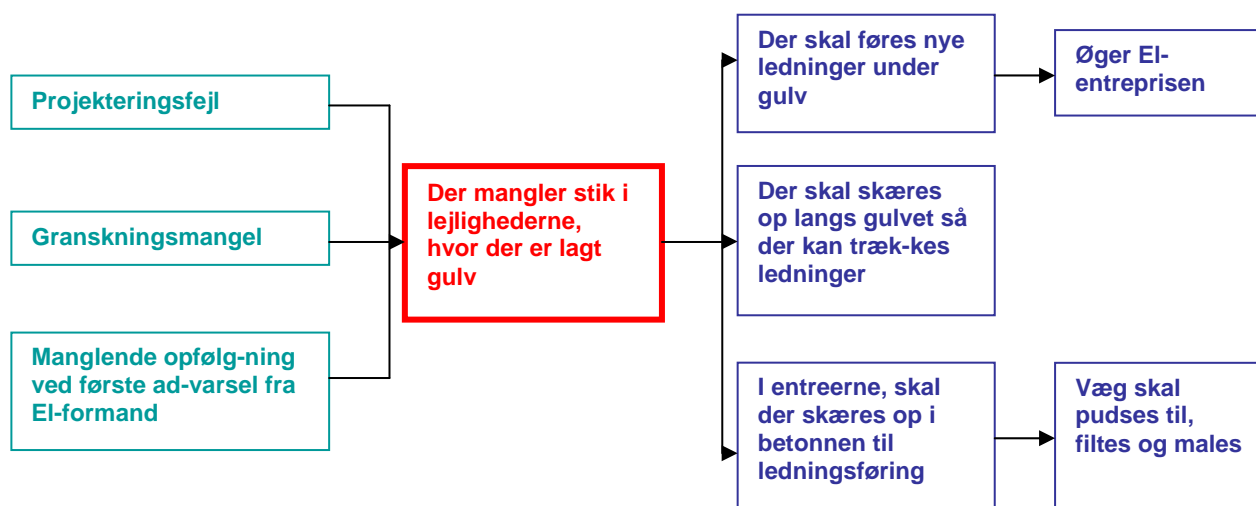 Projekteringsfejl
Granskningsmangel
Manglende opfølg-ning
ved første ad-varsel fra
El-formand
Der mangler stik i
lejlighederne,
hvor der er lagt
gulv
Der skal føres nye
ledninger under
gulv
Øger El-
entreprisen
Der skal skæres
op langs gulvet så
der kan træk-kes
ledninger
I entreerne, skal
der skæres op i
betonnen til
ledningsføring
Væg skal
pudses til,
filtes og males